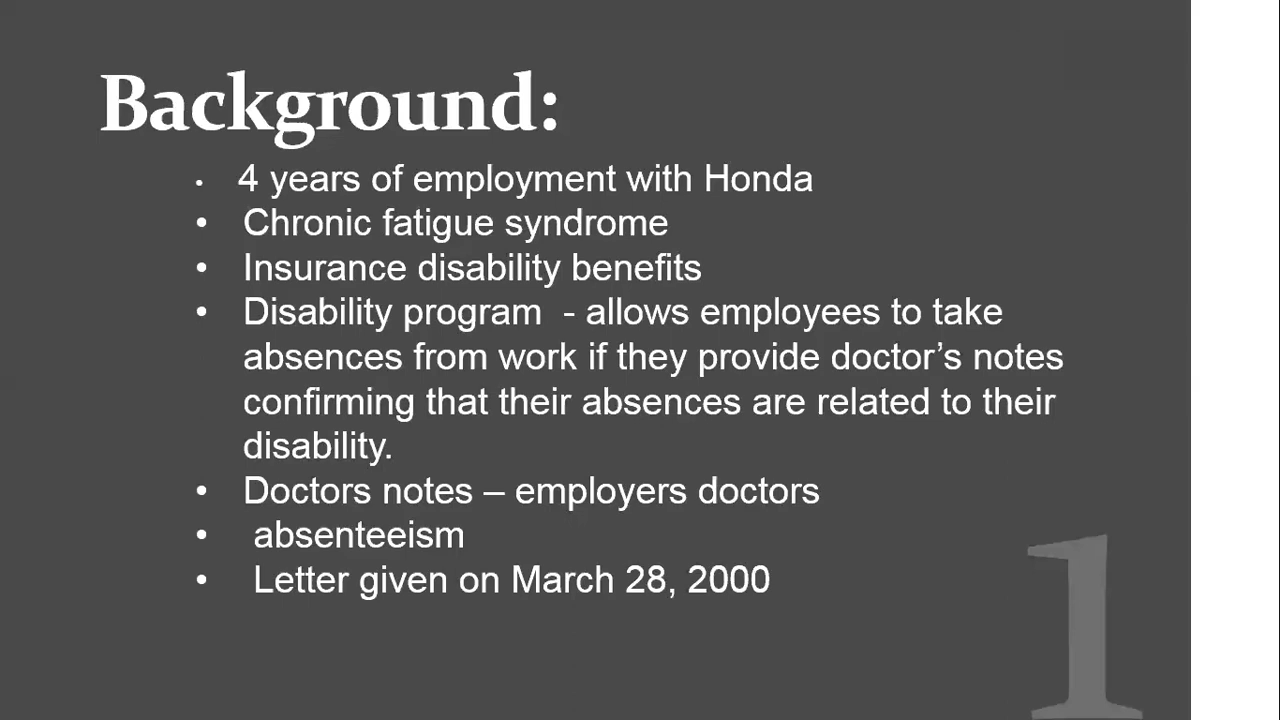 Background:
• 4 years of employment with Honda
• Chronic fatigue syndrome
• Insurance disability benefits
• Disability program  - allows employees to take
absences from work if they provide doctor’s notes
confirming that their absences are related to their
disability.
• Doctors notes – employers doctors
• absenteeism
• Letter given on March 28, 2000
1